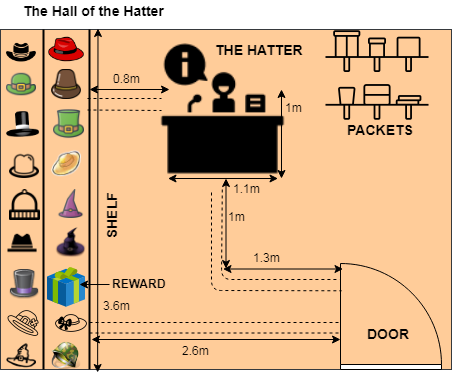 The Hall of the Hatter
THE HATTER
0.8m
1m
PACKETS
1.1m
SHELF
1m
1.3m
REWARD
3.6m
DOOR
2.6m